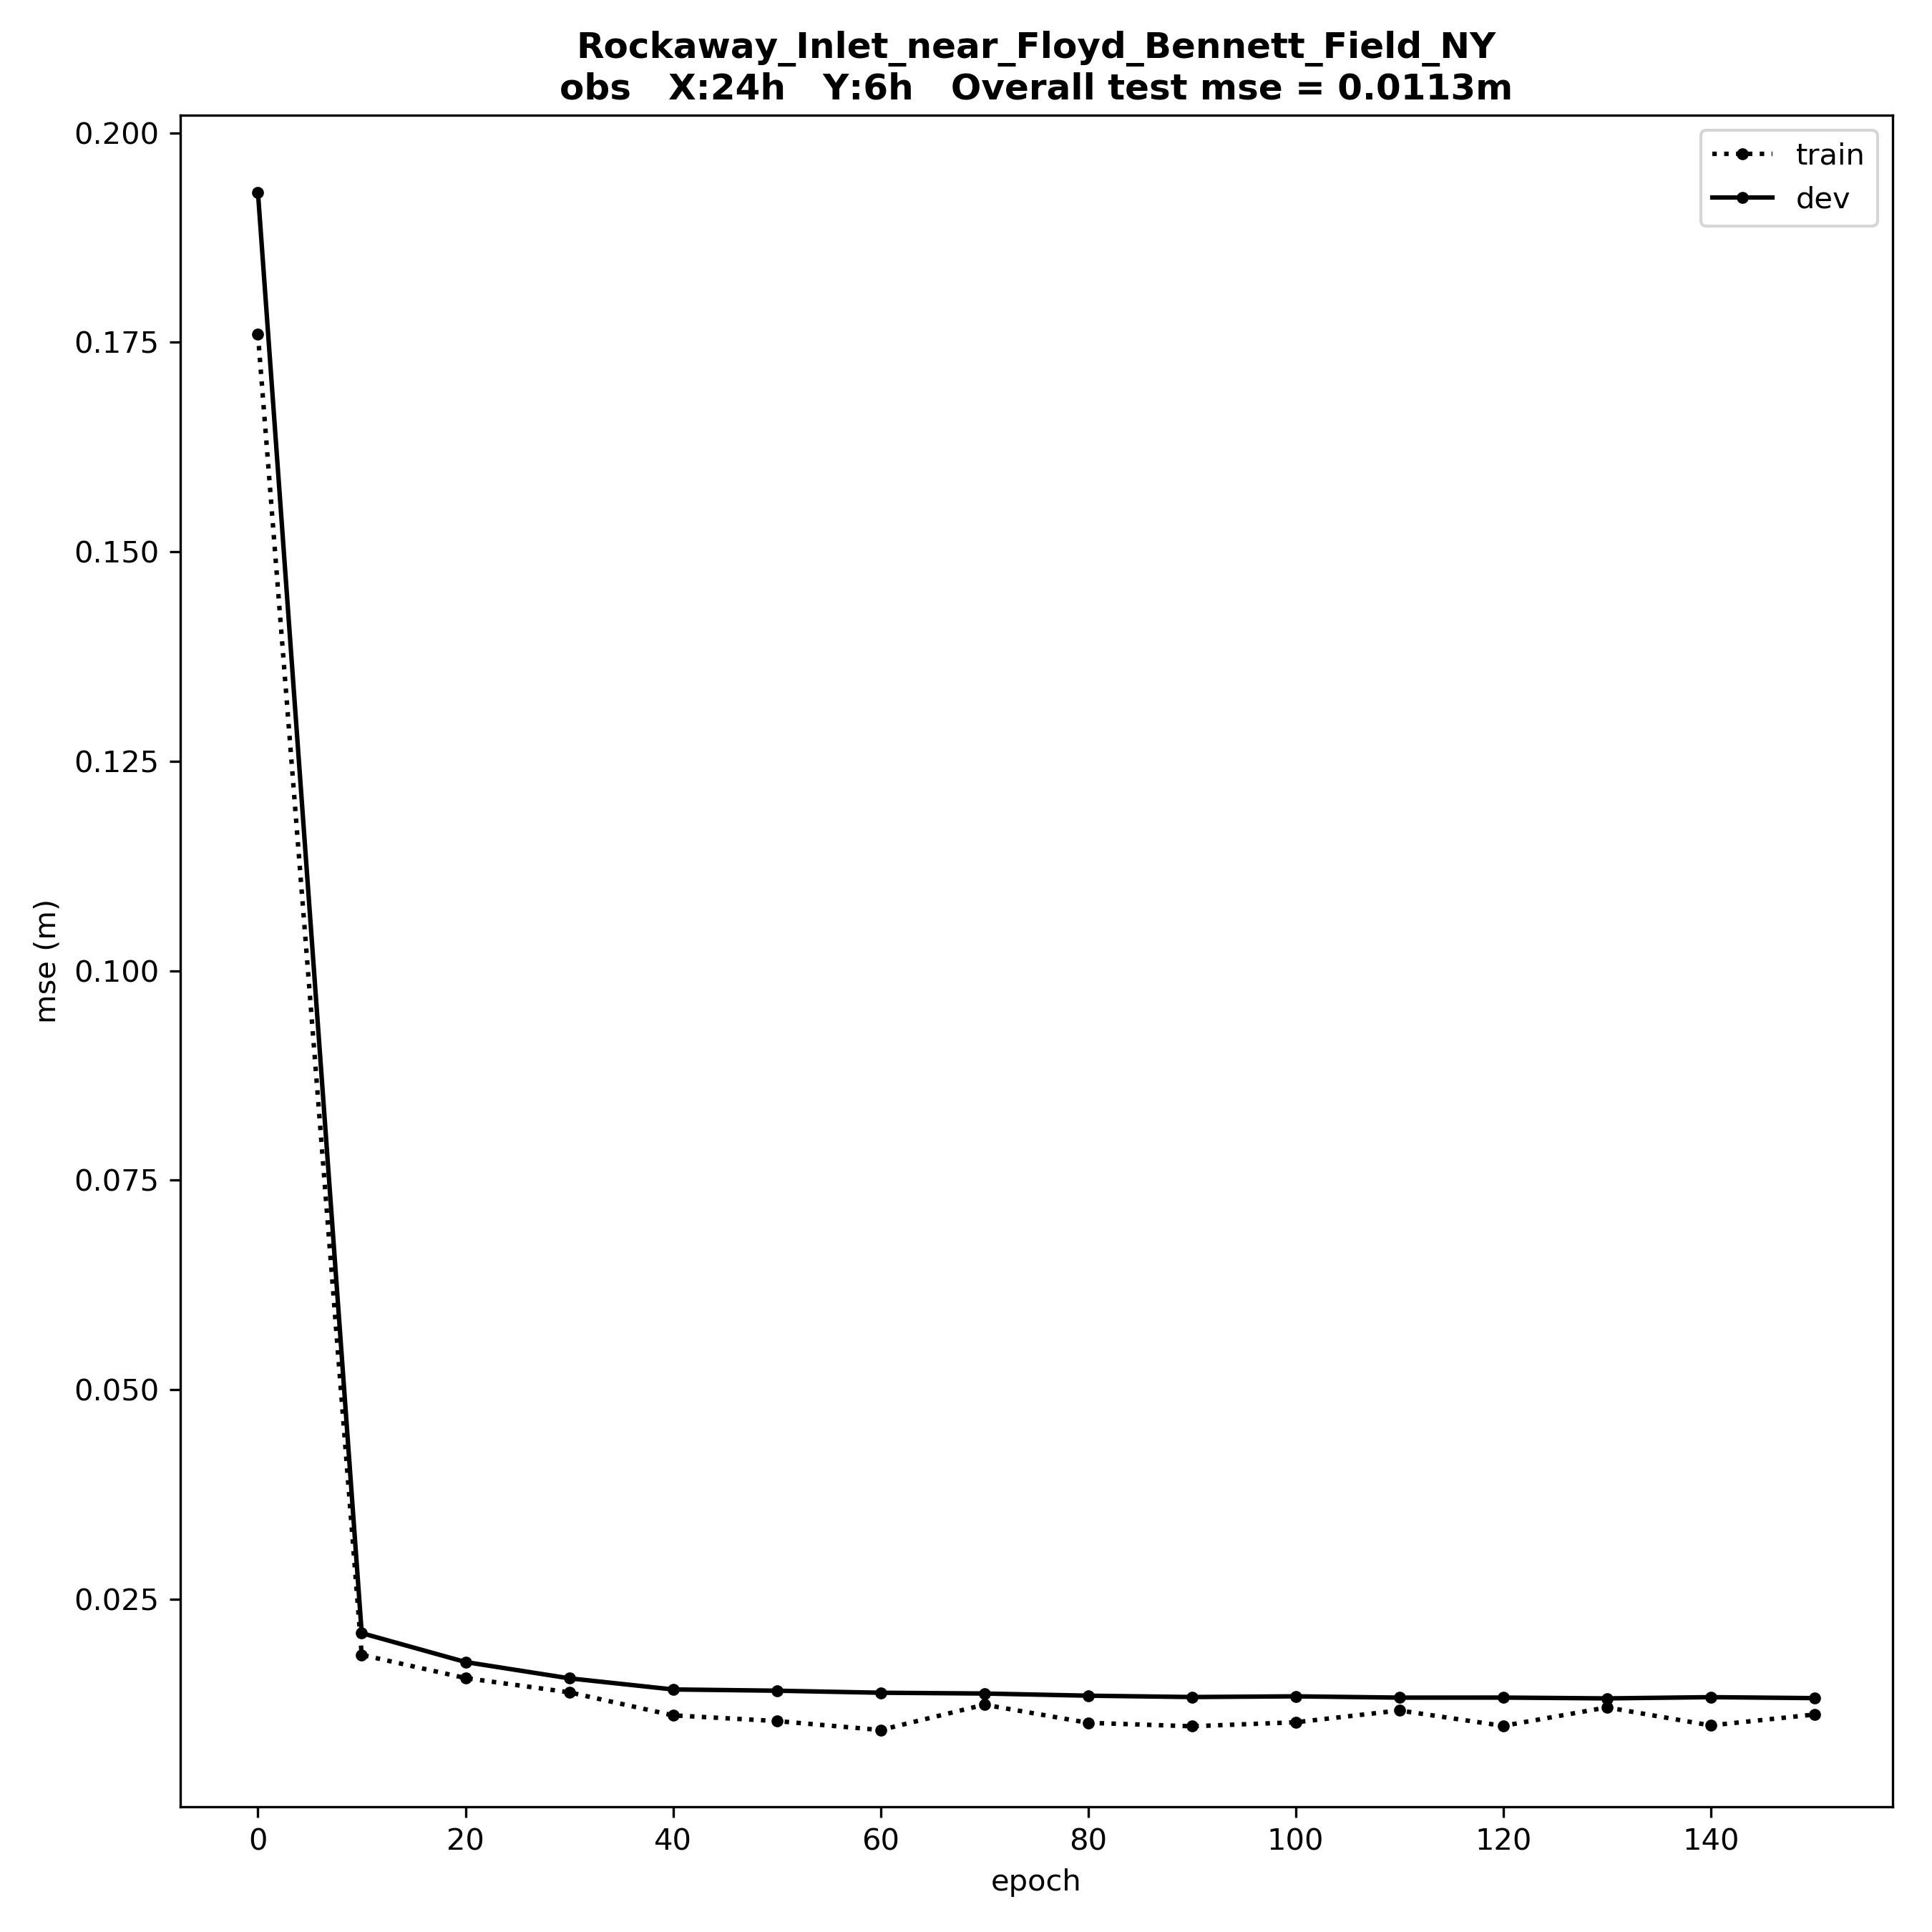 Rockaway_Inlet_near_Floyd_Bennett_Field_NY
obs X:24h Y:6h Overall test mse = 0.0113m
train
dev
0.200
0.175
0.150
0.125
0.100
0.075
0.050
0.025
mse (m)
0 20 40 60 80 100 120 140
epoch